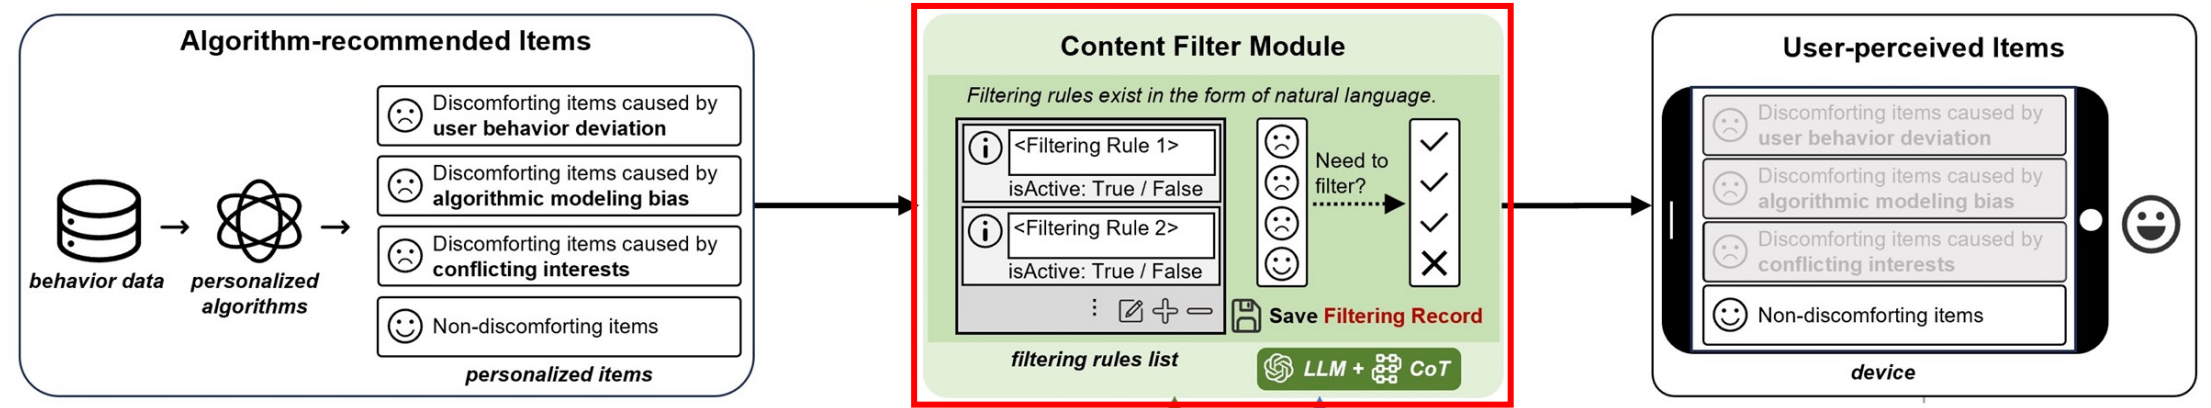 Algorithm-recommended Items
Discomforting items caused by
user behavior deviation
Discomforting items caused by
algorithmic modeling bias
Discomforting items caused by
conflicting interests
Non-discomforting items
behavior data
personalized
algorithms
personalized items
Content Filter Module
Filtering rules exist in the form of natural language.
<Filtering Rule 1>
isActive: True / False
<Filtering Rule 2>
isActive: True / False
Need to
filter?
Save Filtering Record
filtering rules list
LLM + CoT
User-perceived Items
Discomforting items caused by
user behavior deviation
Discomforting items caused by
algorithmic modeling bias
Discomforting items caused by
conflicting interests
Non-discomforting items
device